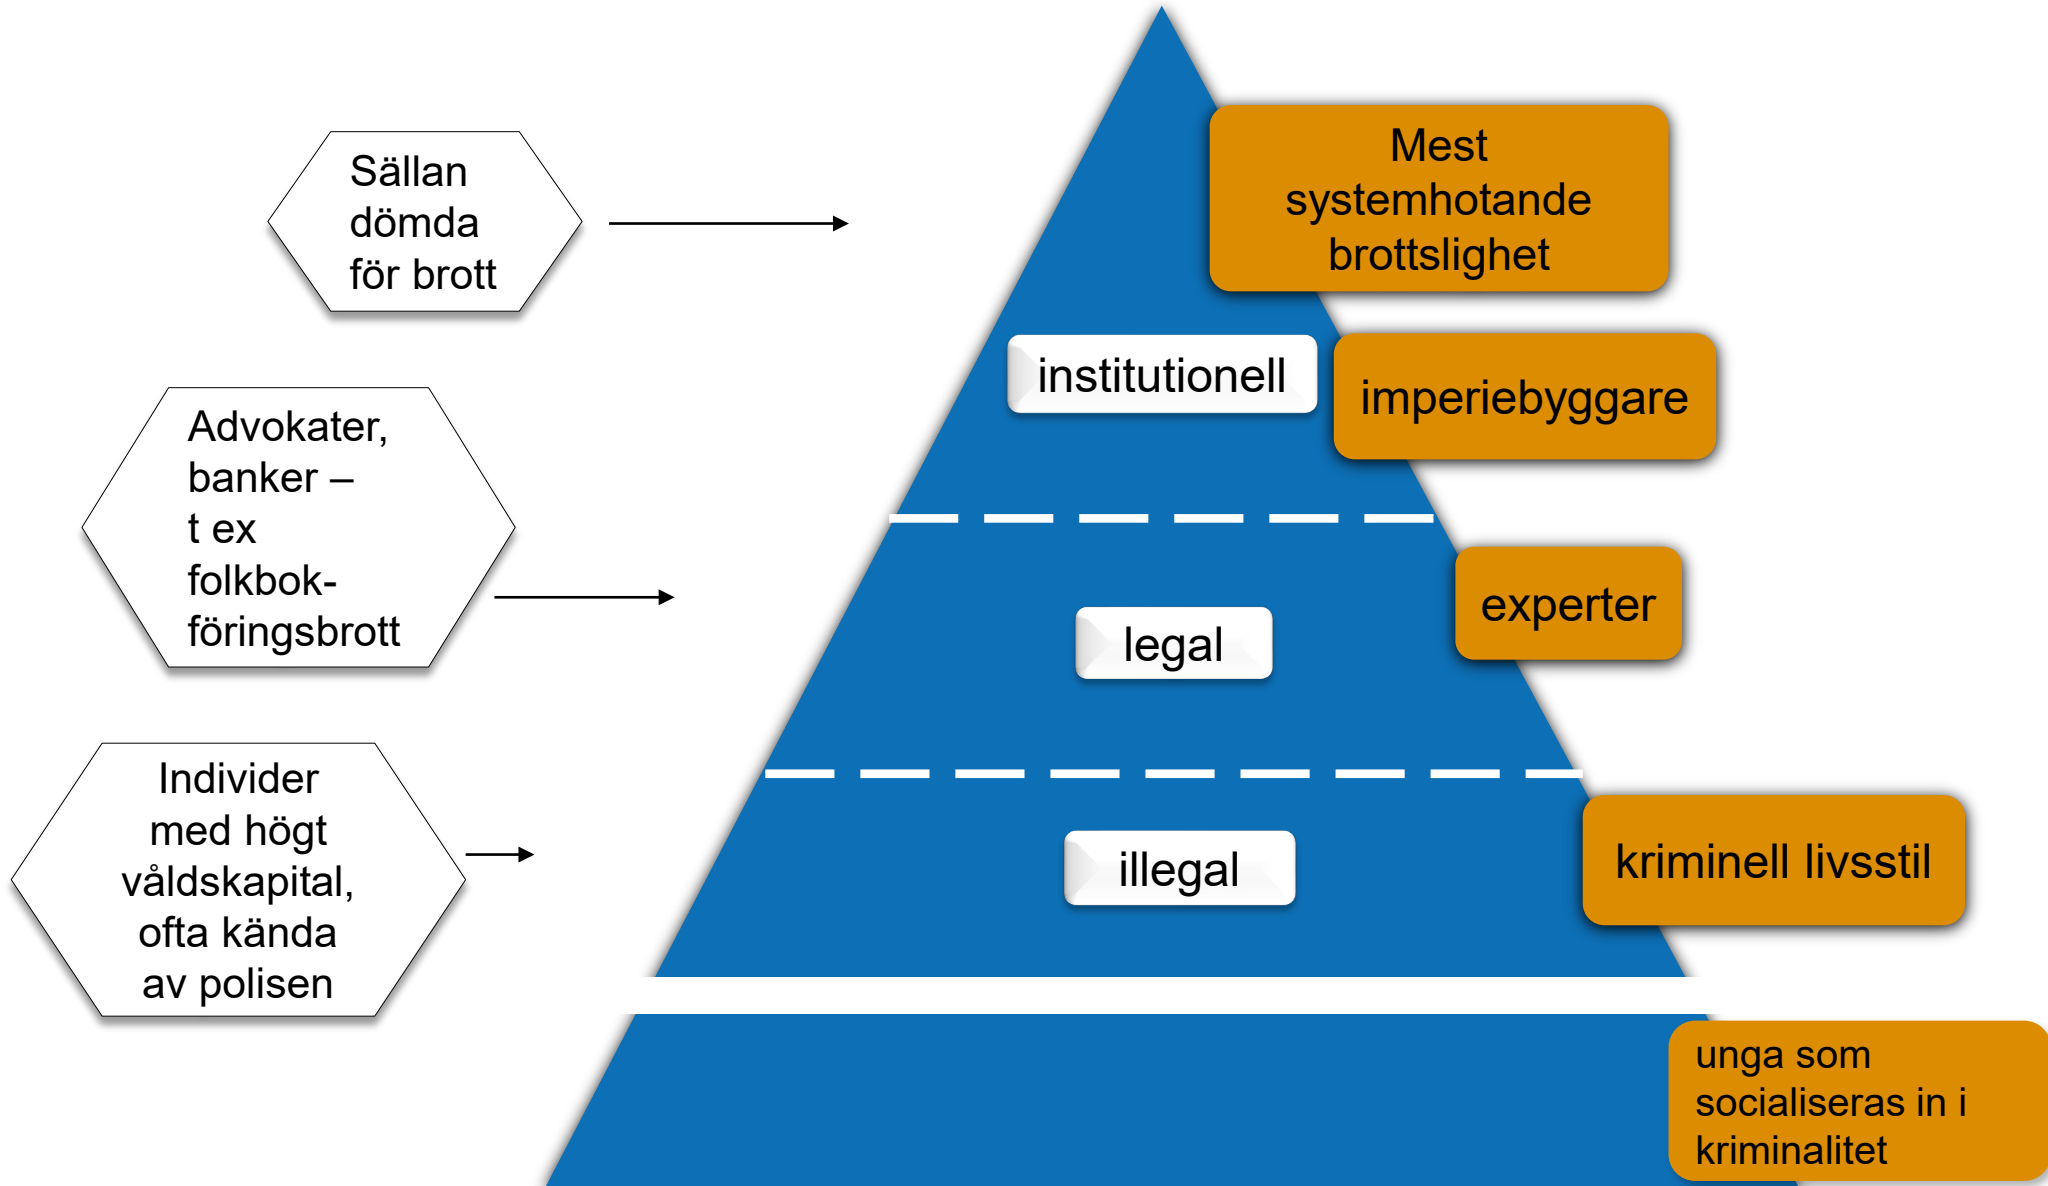 Sällan
dömda
för brott
Mest
systemhotande
brottslighet
institutionell
imperiebyggare
Advokater,
banker –
t ex
folkbok-
föringsbrott
experter
legal
Individer
med högt
våldskapital,
ofta kända
av polisen
illegal
kriminell livsstil
unga som
socialiseras in i
kriminalitet